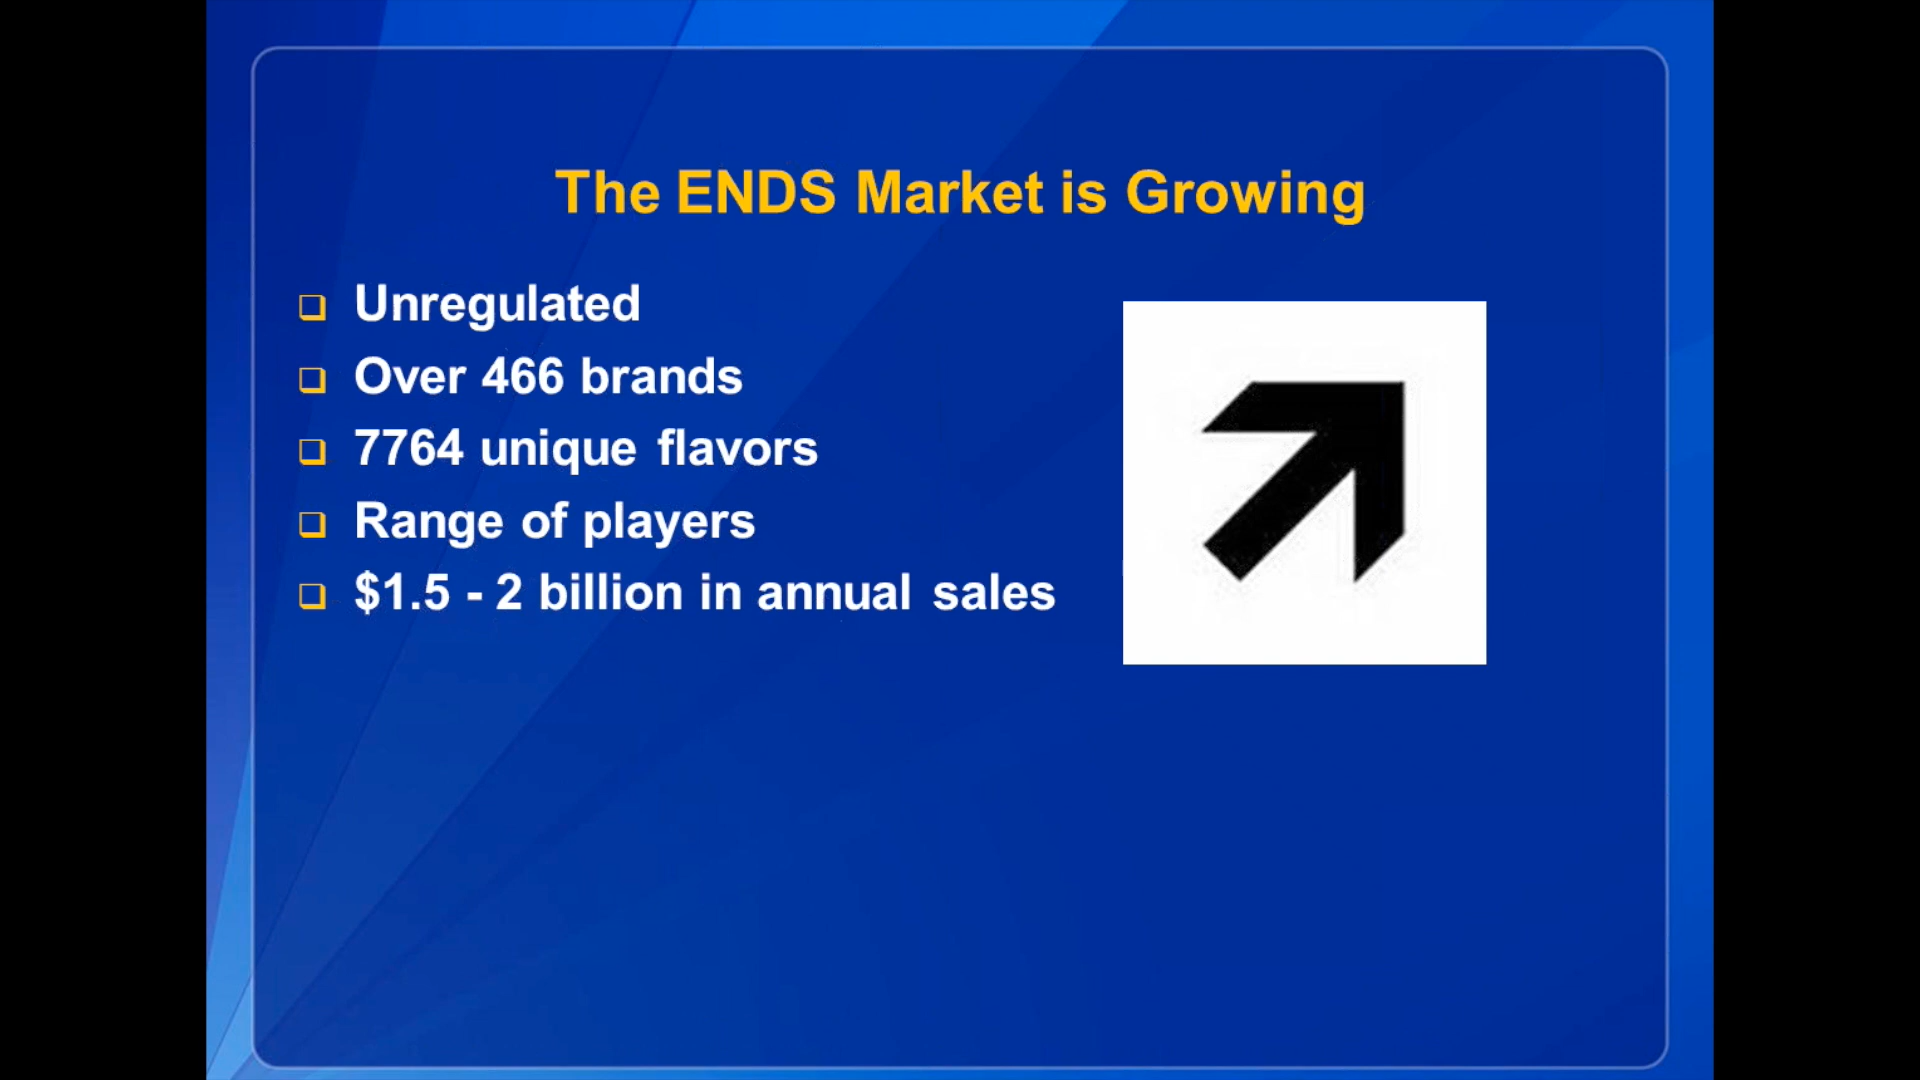 The ENDS Market is Growing
Unregulated
Over 466 brands
7764 unique flavors
Range of players
$1.5 - 2 billion in annual sales